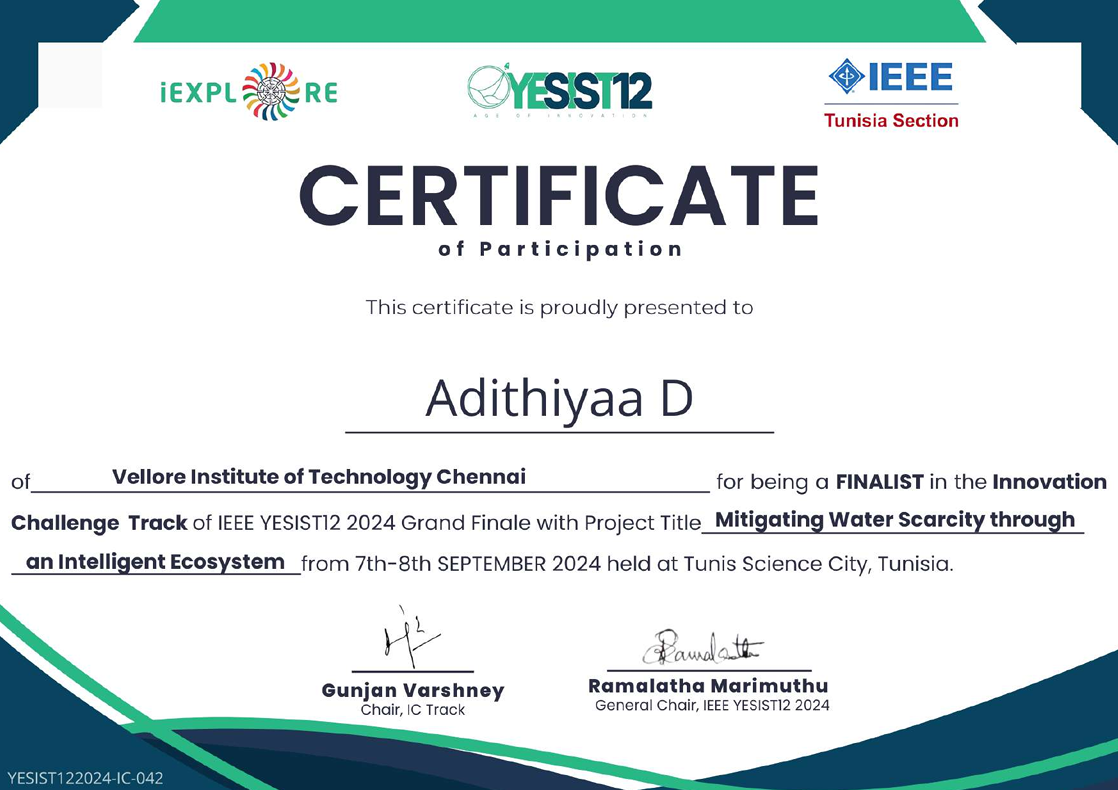 iEXPLORE
YESIST12
AGE OF INNOVATION
IEEE
Tunisia Section
CERTIFICATE
of Participation
This certificate is proudly presented to
Adithiyaa D
of Vellore Institute of Technology Chennai for being a FINALIST in the Innovation
Challenge Track of IEEE YESIST12 2024 Grand Finale with Project Title Mitigating Water Scarcity through
an Intelligent Ecosystem from 7th-8th SEPTEMBER 2024 held at Tunis Science City, Tunisia.
Ramalatha
Gunjan Varshney
Chair, IC Track
Ramalatha Marimuthu
General Chair, IEEE YESIST12 2024
YESIST122024-IC-042